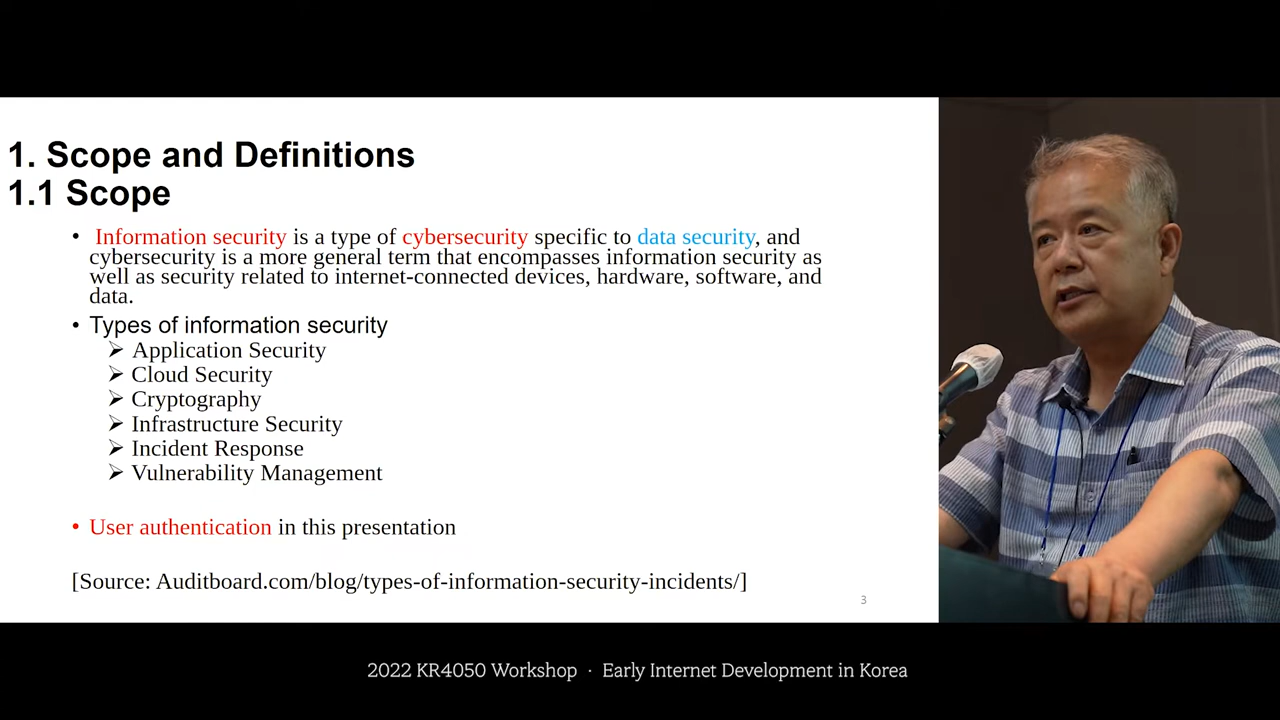 1. Scope and Definitions
1.1 Scope
• Information security is a type of cybersecurity specific to data security, and
cybersecurity is a more general term that encompasses information security as
well as security related to internet-connected devices, hardware, software, and
data.
• Types of information security
➢ Application Security
➢ Cloud Security
➢ Cryptography
➢ Infrastructure Security
➢ Incident Response
➢ Vulnerability Management
• User authentication in this presentation
[Source: Auditboard.com/blog/types-of-information-security-incidents/]
3
2022 KR4050 Workshop · Early Internet Development in Korea